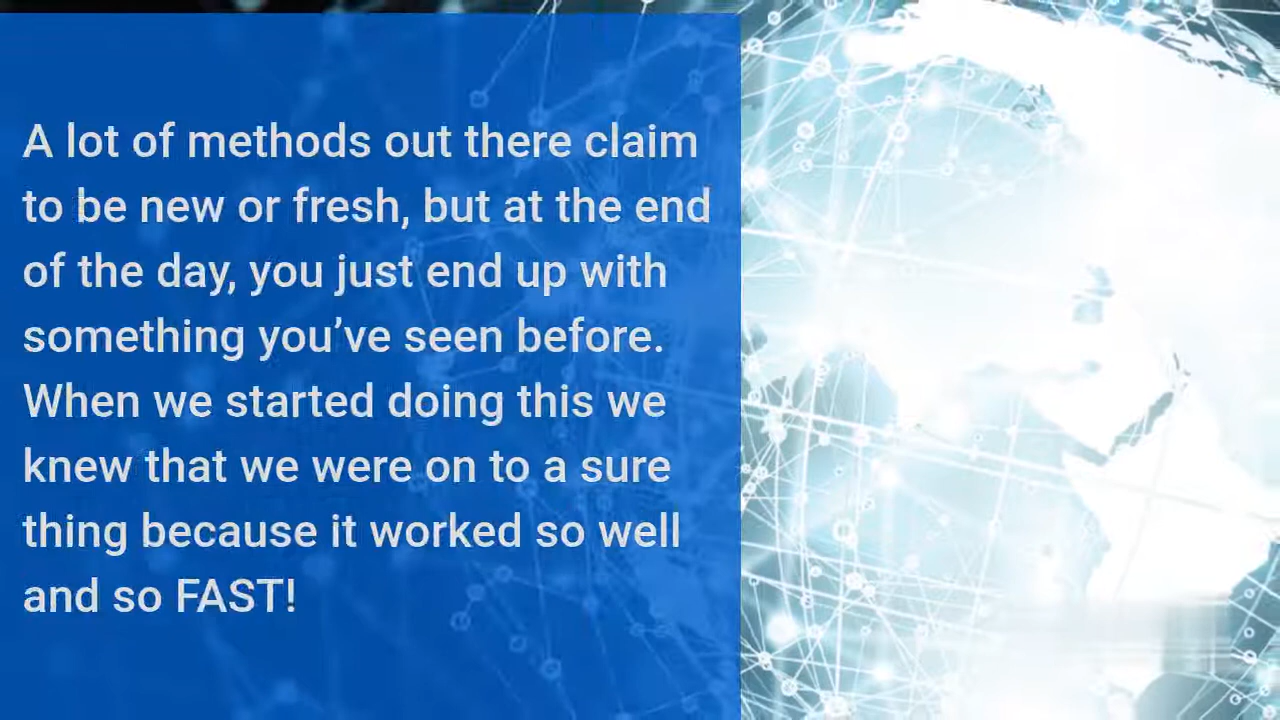 A lot of methods out there claim
to be new or fresh, but at the end
of the day, you just end up with
something you’ve seen before.
When we started doing this we
knew that we were on to a sure
thing because it worked so well
and so FAST!